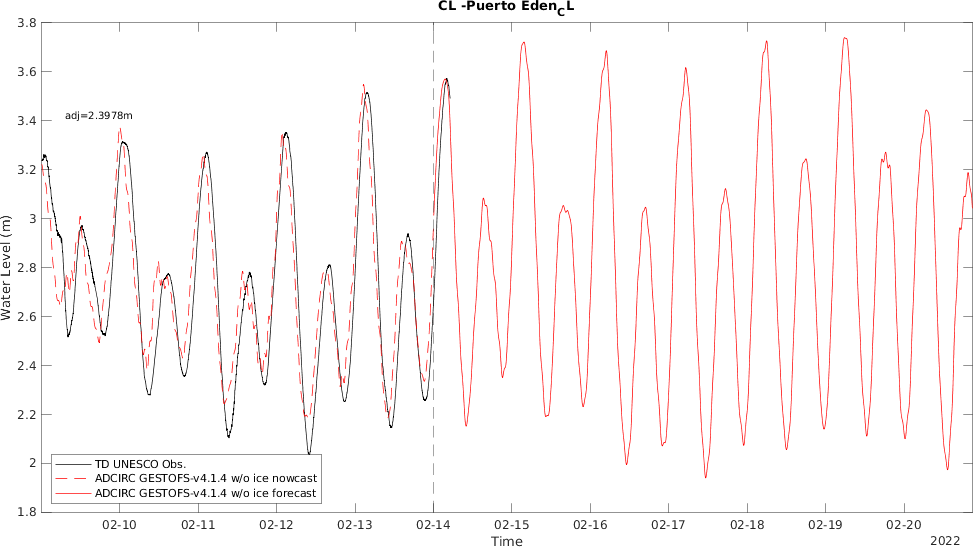 CL -Puerto Eden_CL
3.8
3.6
3.4
3.2
3
2.8
2.6
2.4
2.2
2
1.8
Water Level (m)
adj=2.3978m
TD UNESCO Obs.
ADCIRC GESTOFS-v4.1.4 w/o ice nowcast
ADCIRC GESTOFS-v4.1.4 w/o ice forecast
02-10 02-11 02-12 02-13 02-14 02-15 02-16 02-17 02-18 02-19 02-20
Time
2022